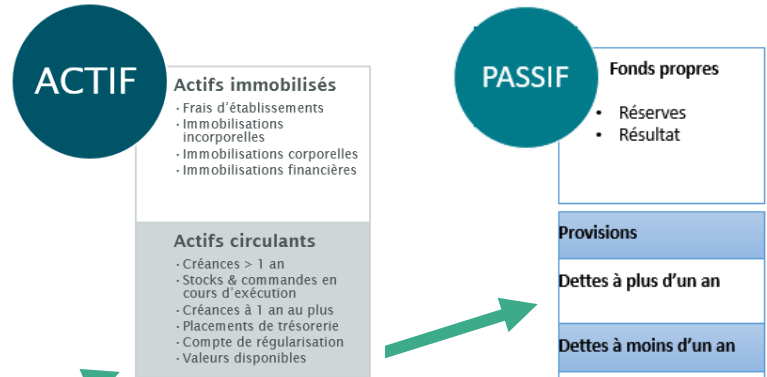 ACTIF
Actifs immobilisés
· Frais d'établissements
· Immobilisations
incorporelles
· Immobilisations corporelles
· Immobilisations financières
Actifs circulants
· Créances > 1 an
· Stocks & commandes en
cours d'exécution
· Créances à 1 an au plus
· Placements de trésorerie
· Compte de régularisation
· Valeurs disponibles
PASSIF
Fonds propres
• Réserves
• Résultat
Provisions
Dettes à plus d'un an
Dettes à moins d'un an